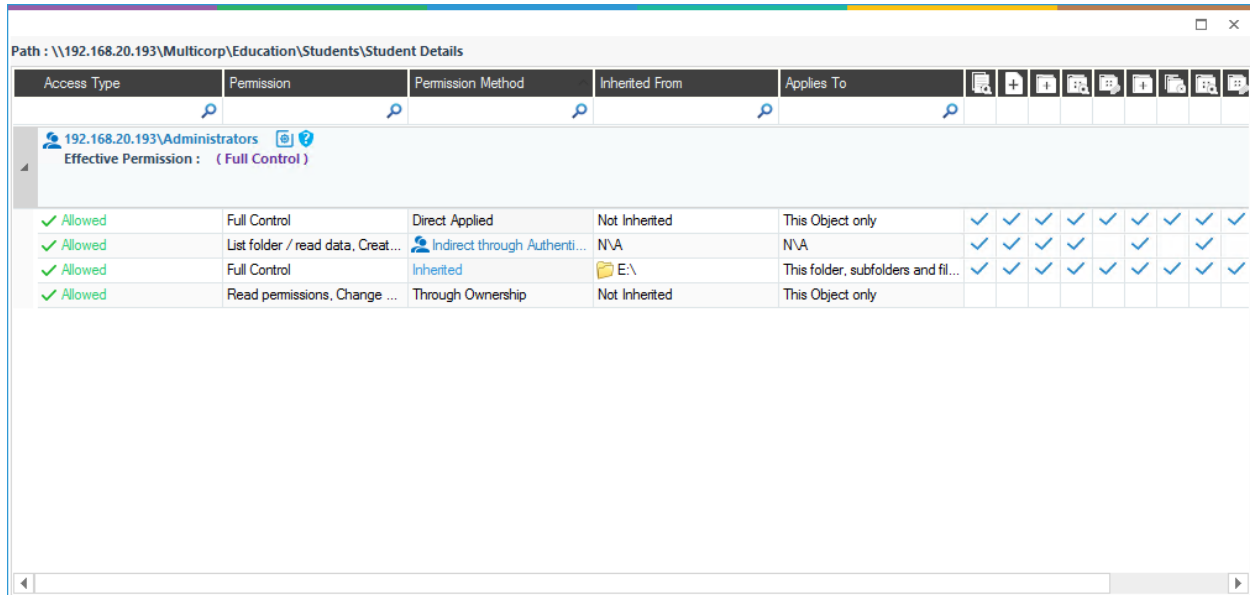 Path : \\192.168.20.193\Multicorp\Education\Students\Student Details
Access Type Permission Permission Method Inherited From Applies To
192.168.20.193\Administrators
Effective Permission : ( Full Control )
Allowed Full Control Direct Applied Not Inherited This Object only
Allowed List folder / read data, Creat... Indirect through Authenti... N\A N\A
Allowed Full Control Inherited E:\ This folder, subfolders and fil...
Allowed Read permissions, Change ... Through Ownership Not Inherited This Object only